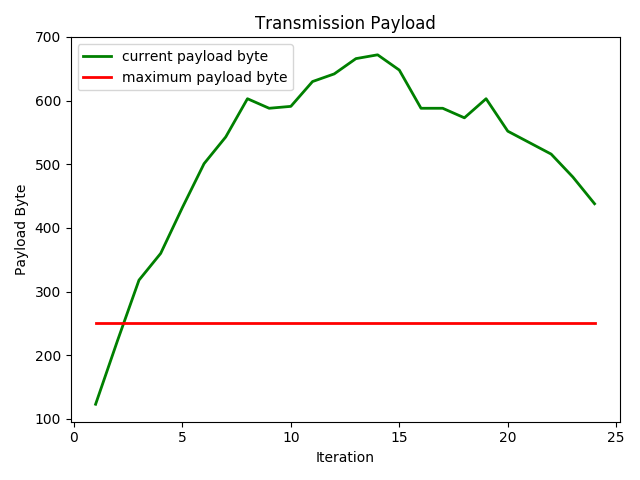 Transmission Payload
current payload byte
maximum payload byte
700
600
500
400
300
200
100
Payload Byte
0
5
10
15
20
25
Iteration